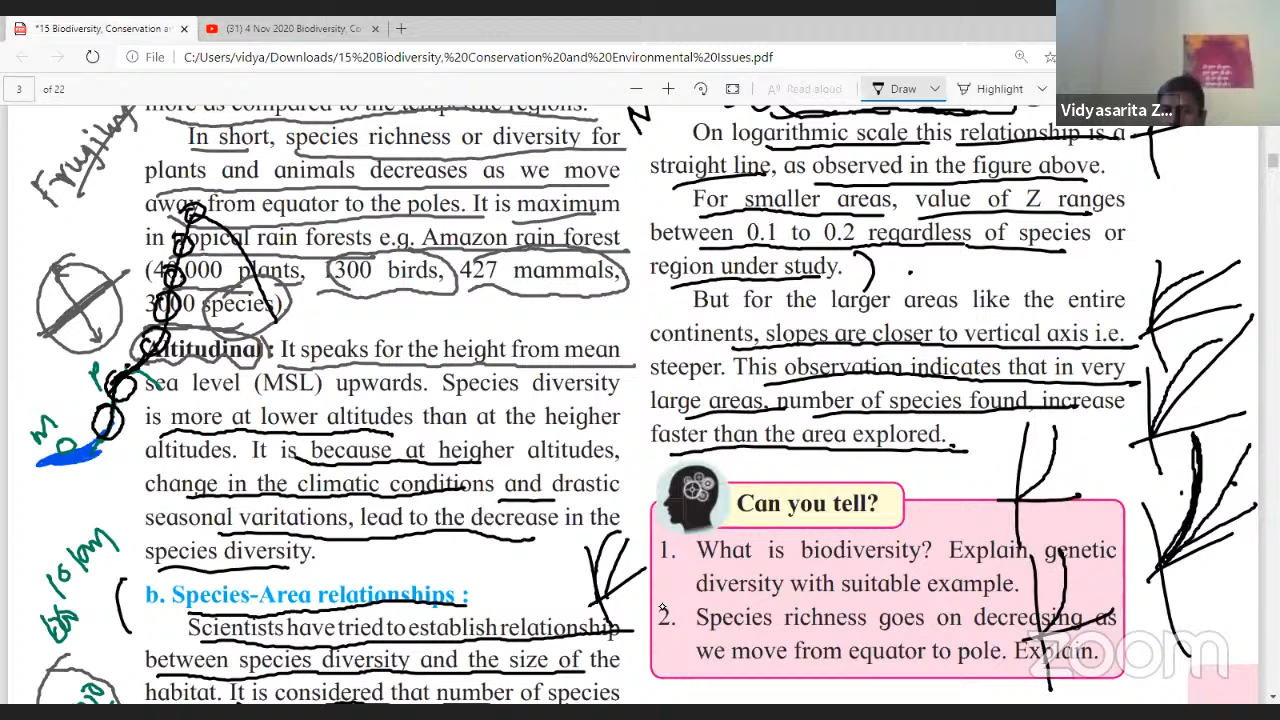 *15 Biodiversity, Conservation an
(31) 4 Nov 2020 Biodiversity, Co
File
C:/Users/vidya/Downloads/15%20Biodiversity,%20Conservation%20and%20Environmental%20Issues.pdf
3 of 22
Read aloud
Draw
Highlight
Vidyasarita Z...
more as compared to the temperate regions.
In short, species richness or diversity for
plants and animals decreases as we move
away from equator to the poles. It is maximum
in tropical rain forests e.g. Amazon rain forest
plants, 1300 birds, 427 mammals,
3000 species)
Altitudinal : It speaks for the height from mean
sea level (MSL) upwards. Species diversity
is more at lower altitudes than at the heigher
altitudes. It is because at heigher altitudes,
change in the climatic conditions and drastic
seasonal varitations, lead to the decrease in the
species diversity.
b. Species-Area relationships :
Scientists have tried to establish relationship
between species diversity and the size of the
habitat. It is considered that number of species
N
On logarithmic scale this relationship is a
straight line, as observed in the figure above.
For smaller areas, value of Z ranges
between 0.1 to 0.2 regardless of species or
region under study.
But for the larger areas like the entire
continents, slopes are closer to vertical axis i.e.
steeper. This observation indicates that in very
large areas, number of species found, increase
faster than the area explored.
Can you tell?
1. What is biodiversity? Explain genetic
diversity with suitable example.
2. Species richness goes on decreasing as
we move from equator to pole. Explain.
zoom